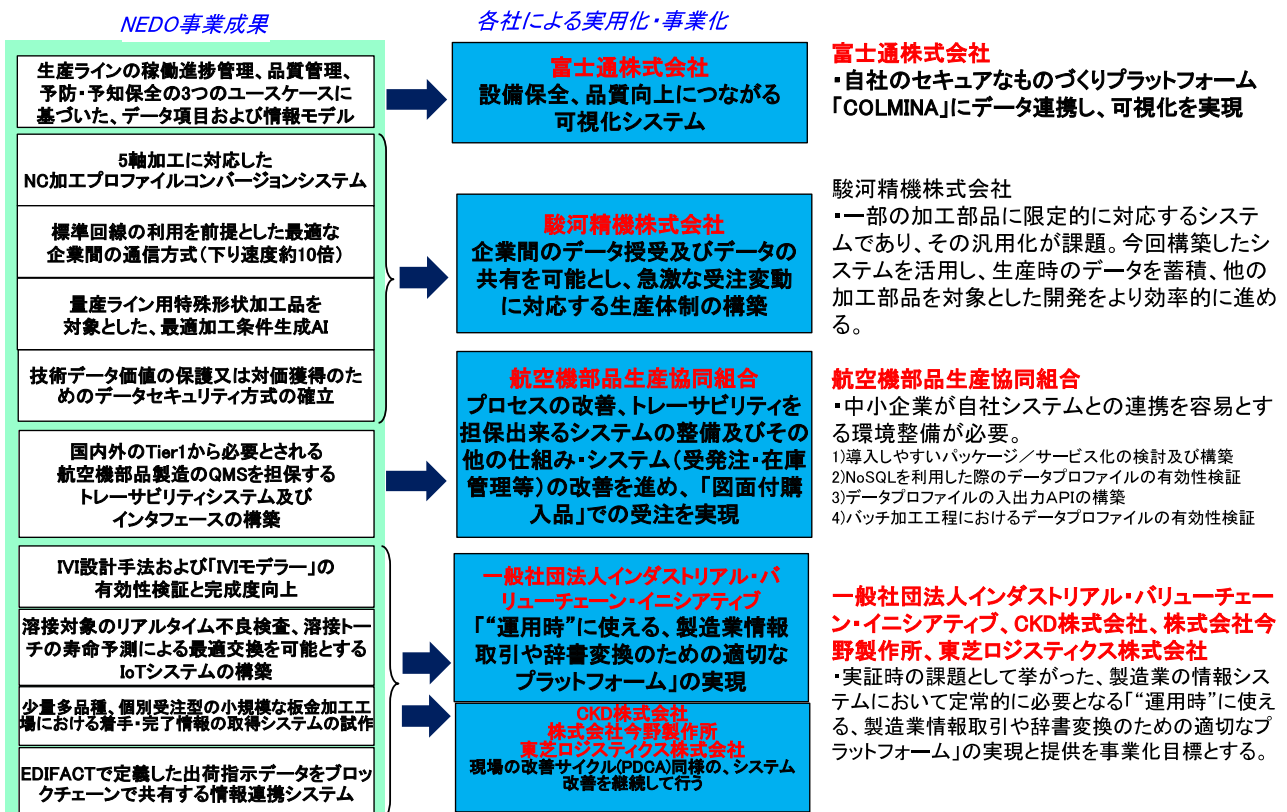 NEDO事業成果
各社による実用化・事業化
生産ラインの稼働進捗管理、品質管理、
予防・予知保全の3つのユースケースに
基づいた、データ項目および情報モデル
5軸加工に対応した
NC加工プロファイルコンバージョンシステム
標準回線の利用を前提とした最適な
企業間の通信方式（下り速度約10倍）
量産ライン用特殊形状加工品を
対象とした、最適加工条件生成AI
技術データ価値の保護又は対価獲得のた
めのデータセキュリティ方式の確立
国内外のTier1から必要とされる
航空機部品製造のQMSを担保する
トレーサビリティシステム及び
インタフェースの構築
IVI設計手法および「IVIモデラー」の
有効性検証と完成度向上
溶接対象のリアルタイム不良検査、溶接トー
チの寿命予測による最適交換を可能とする
IoTシステムの構築
少量多品種、個別受注型の小規模な板金加工工
場における着手・完了情報の取得システムの試作
EDIFACTで定義した出荷指示データをブロッ
クチェーンで共有する情報連携システム
富士通株式会社
設備保全、品質向上につながる
可視化システム
駿河精機株式会社
企業間のデータ授受及びデータの
共有を可能とし、急激な受注変動
に対応する生産体制の構築
航空機部品生産協同組合
プロセスの改善、トレーサビリティを
担保出来るシステムの整備及びその
他の仕組み・システム（受発注・在庫
管理等）の改善を進め、「図面付購
入品」での受注を実現
一般社団法人インダストリアル・バ
リューチェーン・イニシアティブ
「“運用時”に使える、製造業情報
取引や辞書変換のための適切な
プラットフォーム」の実現
CKD株式会社
株式会社今野製作所
東芝ロジスティクス株式会社
現場の改善サイクル(PDCA)同様の、システム
改善を継続して行う
富士通株式会社
・自社のセキュアなものづくりプラットフォーム
「COLMINA」にデータ連携し、可視化を実現
駿河精機株式会社
・一部の加工部品に限定的に対応するシステ
ムであり、その汎用化が課題。今回構築したシ
ステムを活用し、生産時のデータを蓄積、他の
加工部品を対象とした開発をより効率的に進め
る。
航空機部品生産協同組合
・中小企業が自社システムとの連携を容易とす
る環境整備が必要。
1)導入しやすいパッケージ／サービス化の検討及び構築
2)NoSQLを利用した際のデータプロファイルの有効性検証
3)データプロファイルの入出力APIの構築
4)バッチ加工工程におけるデータプロファイルの有効性検証
一般社団法人インダストリアル・バリューチェー
ン・イニシアティブ、CKD株式会社、株式会社今
野製作所、東芝ロジスティクス株式会社
・実証時の課題として挙がった、製造業の情報シス
テムにおいて定常的に必要となる「“運用時”に使え
る、製造業情報取引や辞書変換のための適切なプ
ラットフォーム」の実現と提供を事業化目標とする。